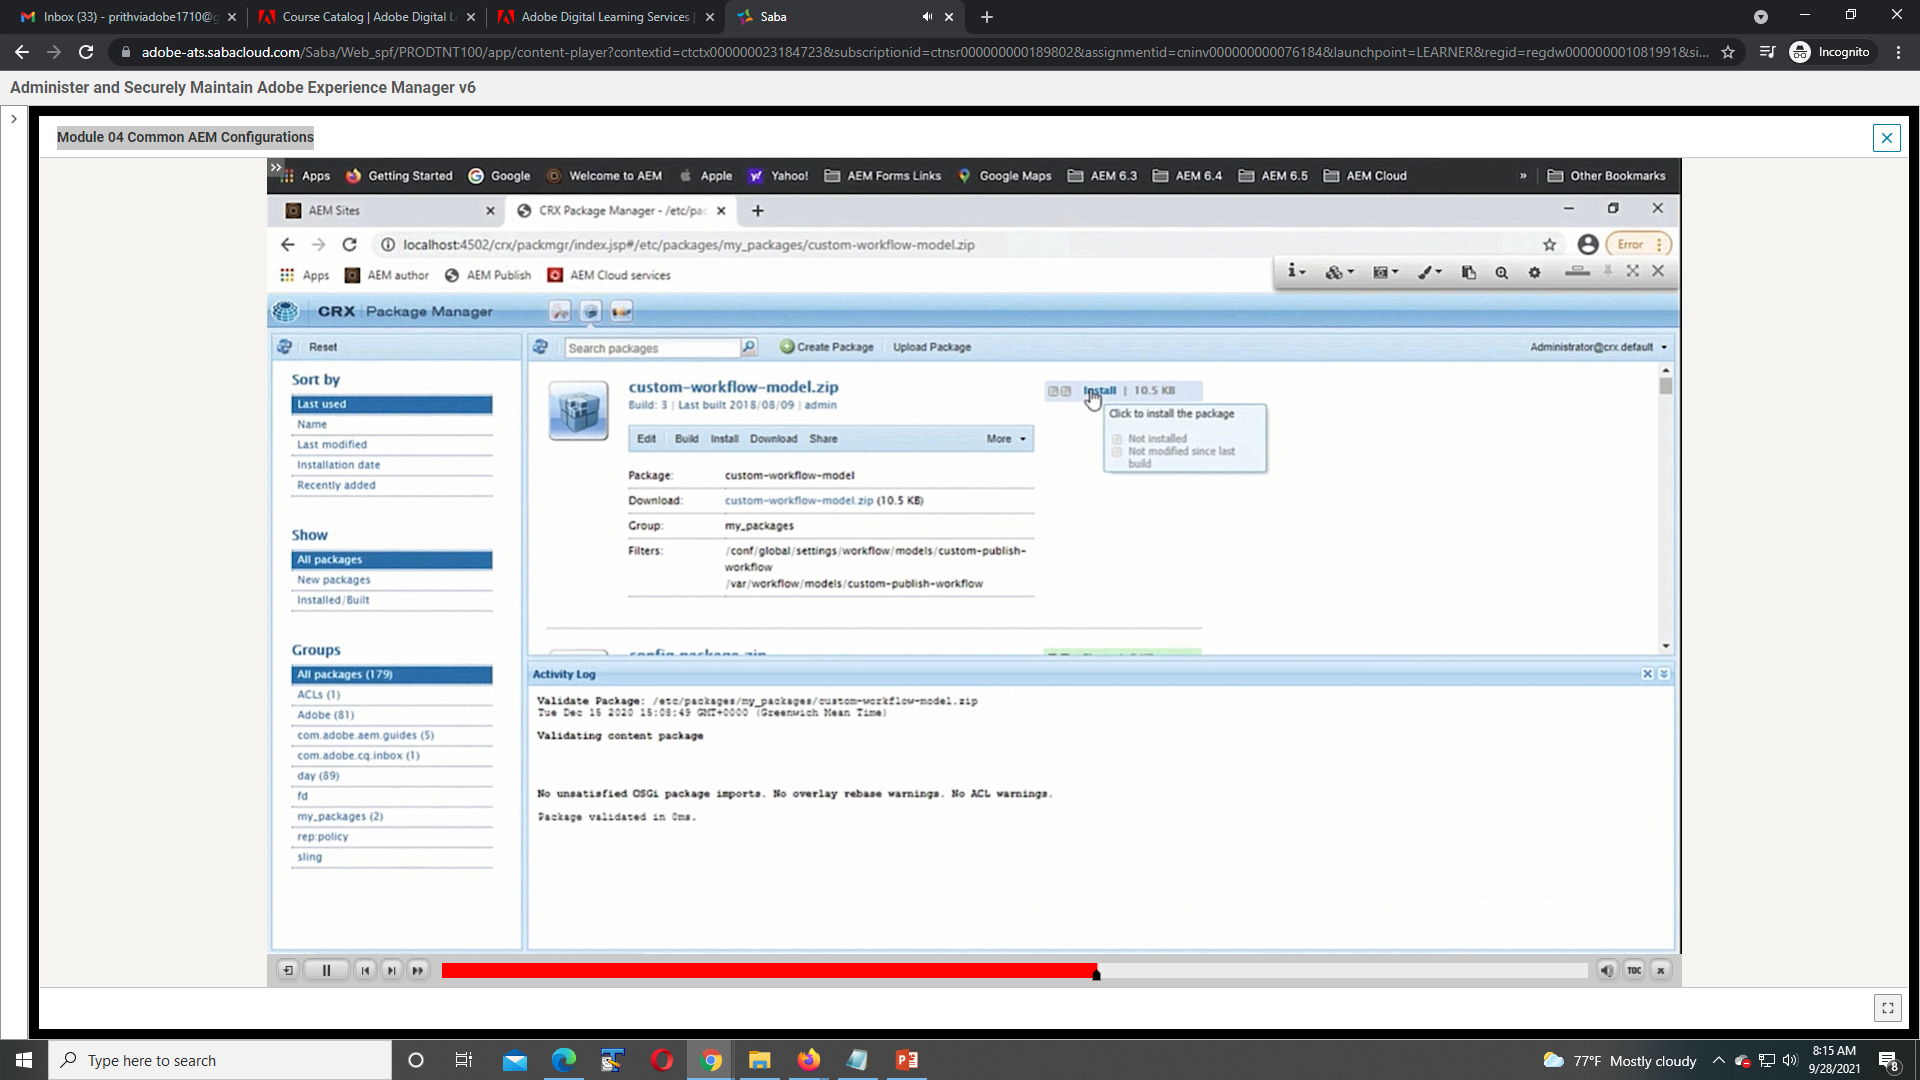 Inbox (33) - prithviadobe1710@g
Course Catalog | Adobe Digital L
Adobe Digital Learning Services |
Saba
adobe-ats.sabacloud.com/Saba/Web_spf/PRODTNT100/app/content-player?contextid=ctctx000000023184723&subscriptionid=ctnsr0000000000189802&assignmentid=cninv000000000076184&launchpoint=LEARNER&regid=regdw000000001081991&si...
Incognito
Administer and Securely Maintain Adobe Experience Manager v6
Module 04 Common AEM Configurations
Apps
Getting Started
Google
Welcome to AEM
Apple
Yahoo!
AEM Forms Links
Google Maps
AEM 6.3
AEM 6.4
AEM 6.5
AEM Cloud
»
Other Bookmarks
AEM Sites
CRX Package Manager - /etc/pac
localhost:4502/crx/packmgr/index.jsp#/etc/packages/my_packages/custom-workflow-model.zip
Error
Apps
AEM author
AEM Publish
AEM Cloud services
CRX | Package Manager
Reset
Search packages
Create Package
Upload Package
Administrator@crx.default
Sort by
Last used
Name
Last modified
Installation date
Recently added
Show
All packages
New packages
Installed/Built
Groups
All packages (179)
ACLs (1)
Adobe (81)
com.adobe.aem.guides (5)
com.adobe.cq.inbox (1)
day (89)
fd
my_packages (2)
rep:policy
sling
custom-workflow-model.zip
Build: 3 | Last built 2018/08/09 | admin
Install | 10.5 KB
Click to install the package
Not installed
Not modified since last
build
Edit Build Install Download Share More
Package: custom-workflow-model
Download: custom-workflow-model.zip (10.5 KB)
Group: my_packages
Filters: /conf/global/settings/workflow/models/custom-publish-
workflow
/var/workflow/models/custom-publish-workflow
config-package.zip
Activity Log
Validate Package: /etc/packages/my_packages/custom-workflow-model.zip
Tue Dec 15 2020 15:08:49 GMT+0000 (Greenwich Mean Time)
Validating content package
No unsatisfied OSGi package imports. No overlay rebase warnings. No ACL warnings.
Package validated in 0ms.
TOC
Type here to search
77°F Mostly cloudy
8:15 AM
9/28/2021
8